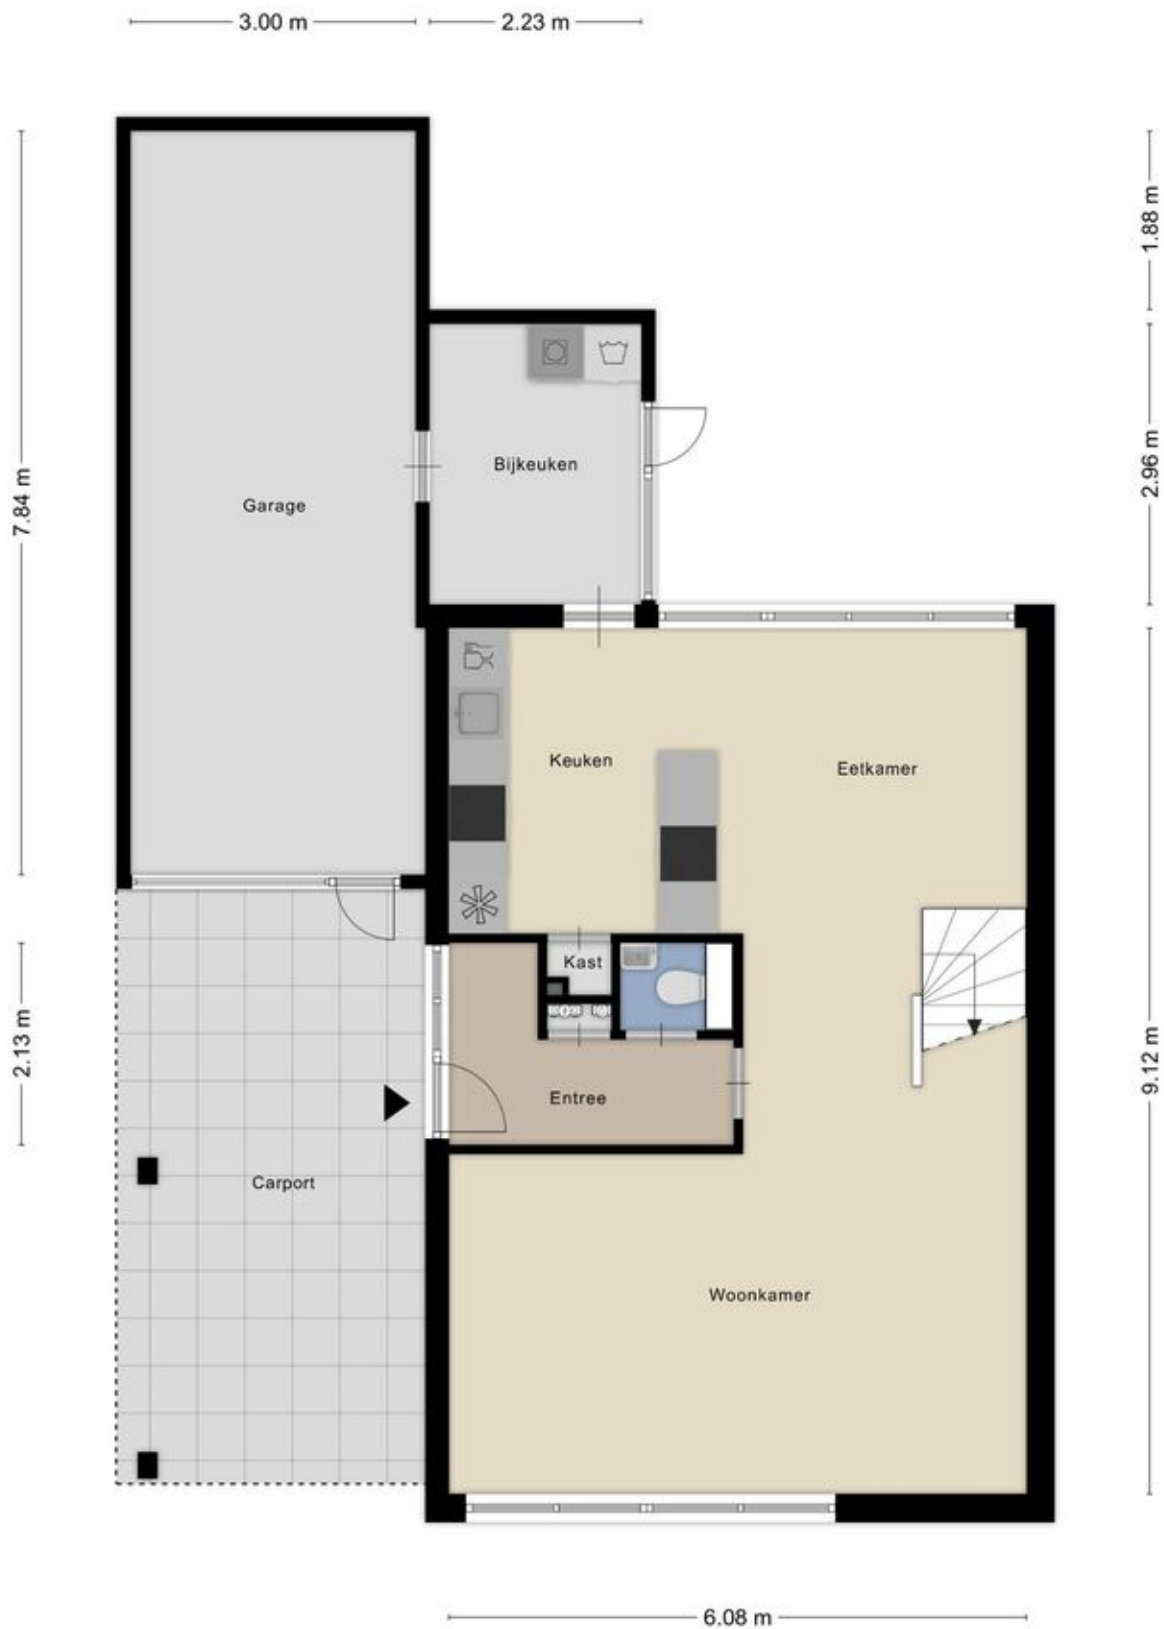 3.00 m
2.23 m
1.88 m
7.84 m
2.96 m
Bijkeuken
Garage
Keuken
Eetkamer
Kast
2.13 m
9.12 m
Entree
Carport
Woonkamer
6.08 m